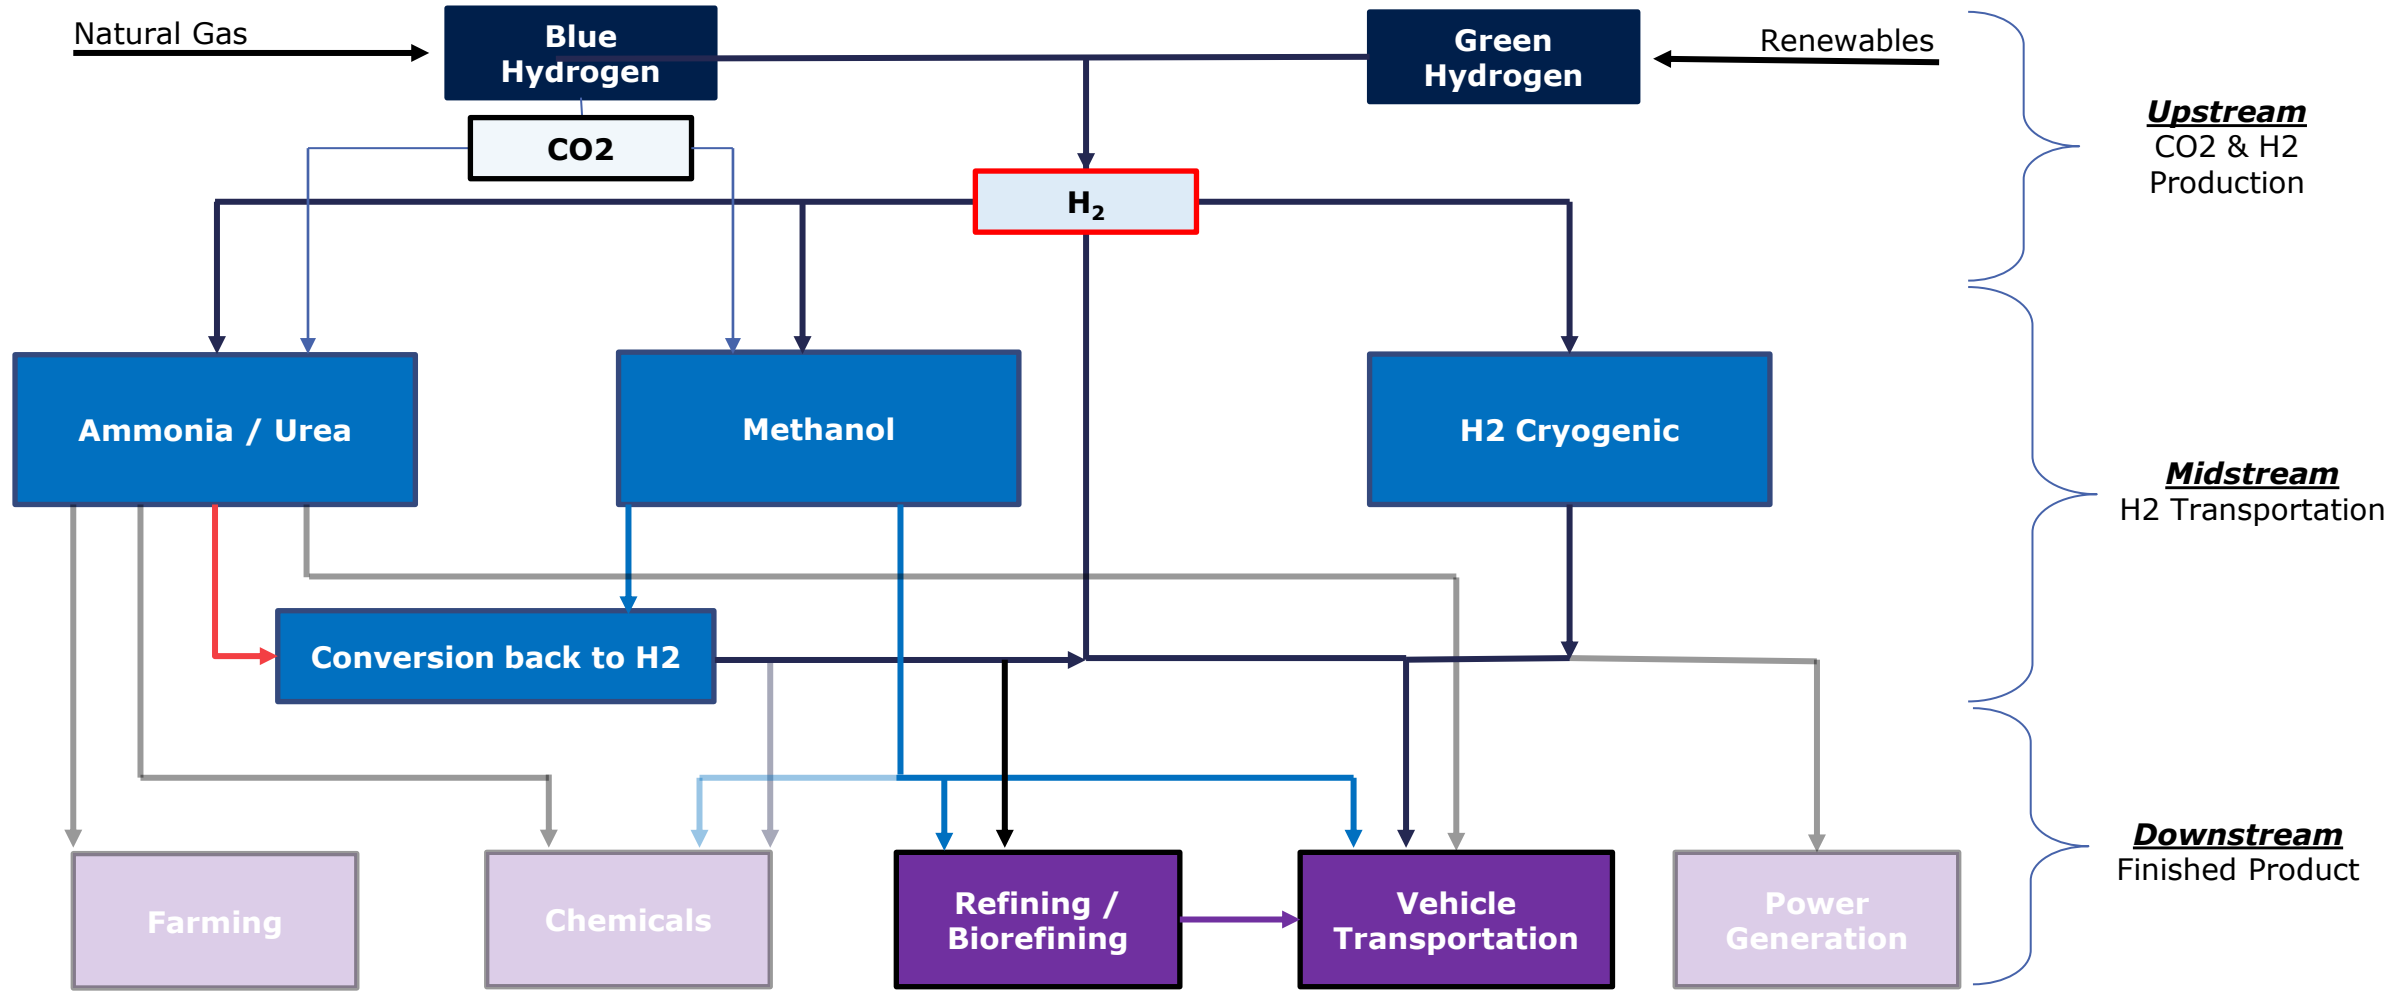 Natural Gas
Blue
Hydrogen
Green
Hydrogen
Renewables
CO2
H₂
Upstream
CO2 & H2
Production
Ammonia / Urea
Methanol
H2 Cryogenic
Midstream
H2 Transportation
Conversion back to H2
Farming
Chemicals
Refining /
Biorefining
Vehicle
Transportation
Power
Generation
Downstream
Finished Product